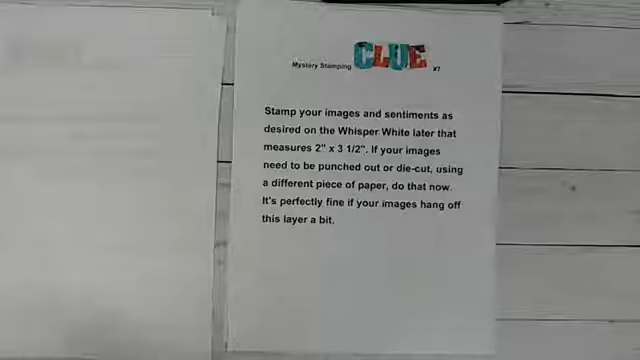 Mystery Stamping CLUE #7
Stamp your images and sentiments as
desired on the Whisper White later that
measures 2" x 3 1/2". If your images
need to be punched out or die-cut, using
a different piece of paper, do that now.
It's perfectly fine if your images hang off
this layer a bit.